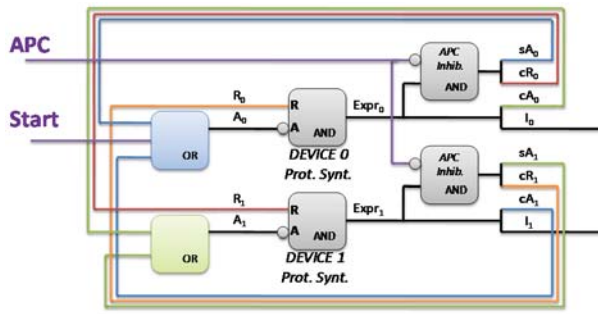 APC
APC
Inhib.
AND
sA₀
cR₀
cA₀
I₀
R₀
A₀
R
A
AND
Expr₀
DEVICE 0
Prot. Synt.
Start
OR
APC
Inhib.
AND
sA₁
cR₁
cA₁
I₁
R₁
A₁
R
A
AND
Expr₁
DEVICE 1
Prot. Synt.
OR